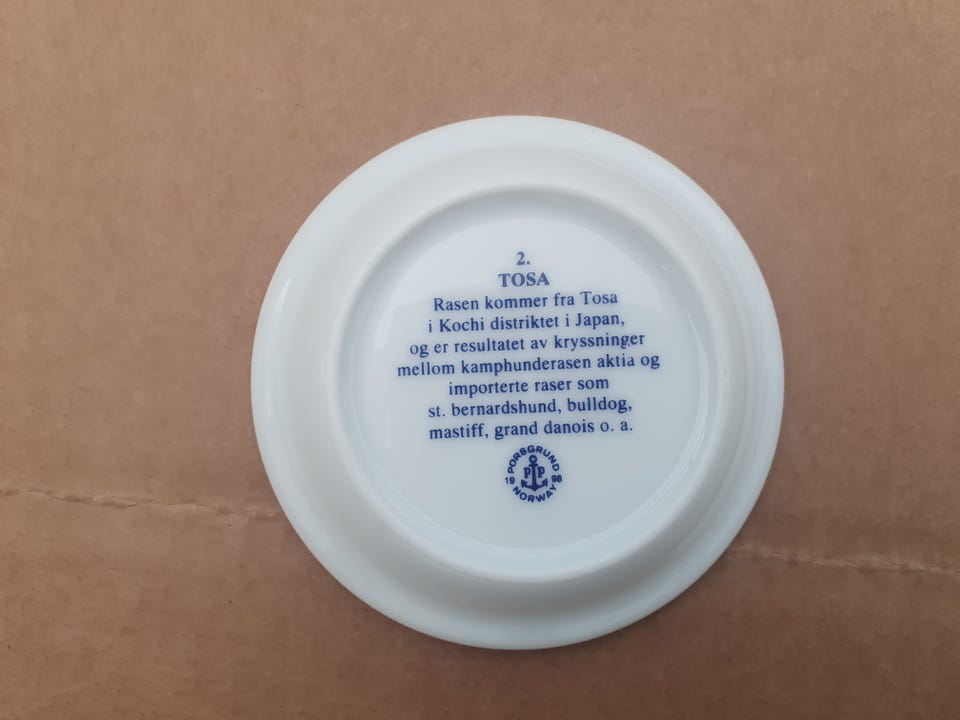 2.
TOSA
Rasen kommer fra Tosa
i Kochi distriktet i Japan,
og er resultatet av kryssninger
mellom kamphunderasen aktia og
importerte raser som
st. bernardshund, bulldog,
mastiff, grand danois o. a.
PORSGRUND
PP
19 98
NORWAY